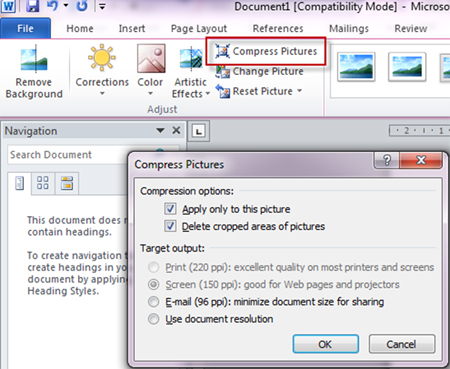 Document1 [Compatibility Mode] - Microso
W
File
Home
Insert
Page Layout
References
Mailings
Review
Remove Background
Corrections
Color
Artistic Effects
Compress Pictures
Change Picture
Reset Picture
Adjust
Navigation
Search Document
This document does n
contain headings.
To create navigation t
create headings in you
document by applying
Heading Styles.
L
2
1
Compress Pictures
?
Compression options:
Apply only to this picture
Delete cropped areas of pictures
Target output:
Print (220 ppi): excellent quality on most printers and screens
Screen (150 ppi): good for Web pages and projectors
E-mail (96 ppi): minimize document size for sharing
Use document resolution
OK
Cancel